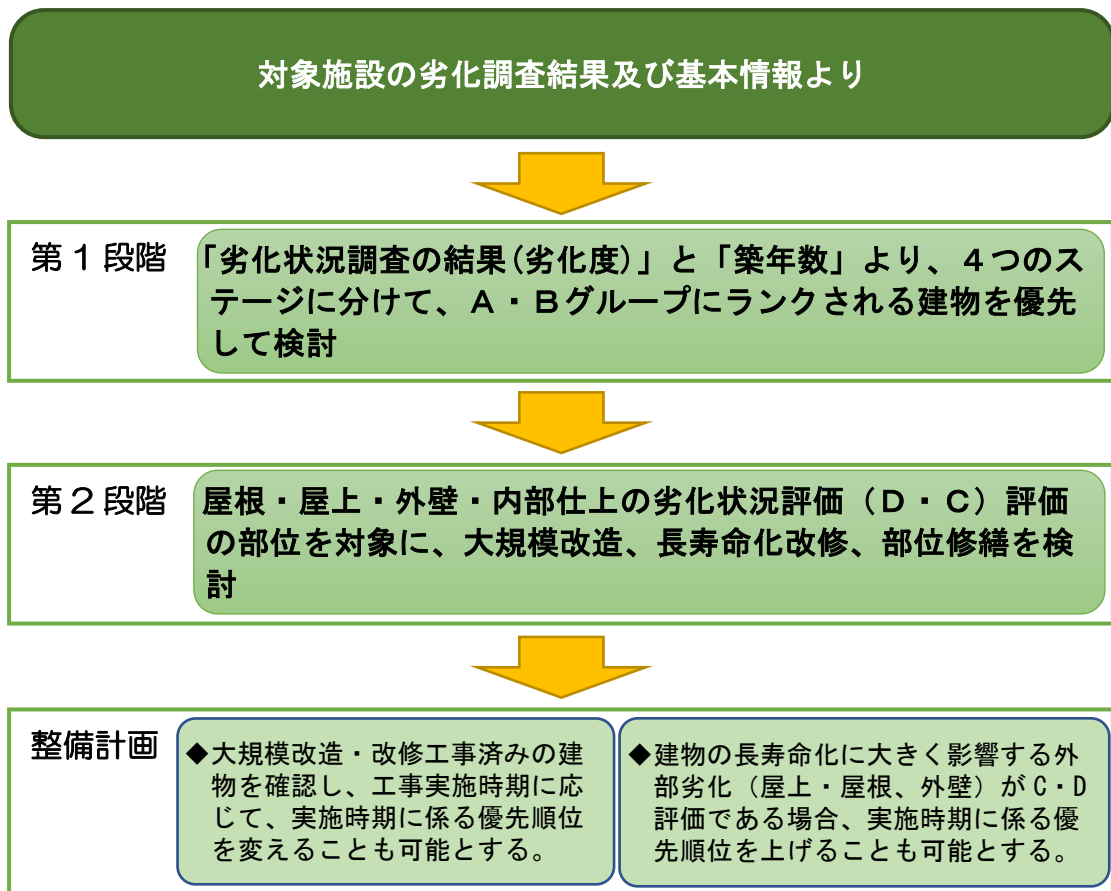 対象施設の劣化調査結果及び基本情報より
第１段階
「劣化状況調査の結果(劣化度)」と「築年数」より、４つのス
テージに分けて、Ａ・Ｂグループにランクされる建物を優先
して検討
第２段階
屋根・屋上・外壁・内部仕上の劣化状況評価（Ｄ・Ｃ）評価
の部位を対象に、大規模改造、長寿命化改修、部位修繕を検
討
整備計画
◆大規模改造・改修工事済みの建
物を確認し、工事実施時期に応
じて、実施時期に係る優先順位
を変えることも可能とする。
◆建物の長寿命化に大きく影響する外
部劣化（屋上・屋根、外壁）がC・D
評価である場合、実施時期に係る優
先順位を上げることも可能とする。